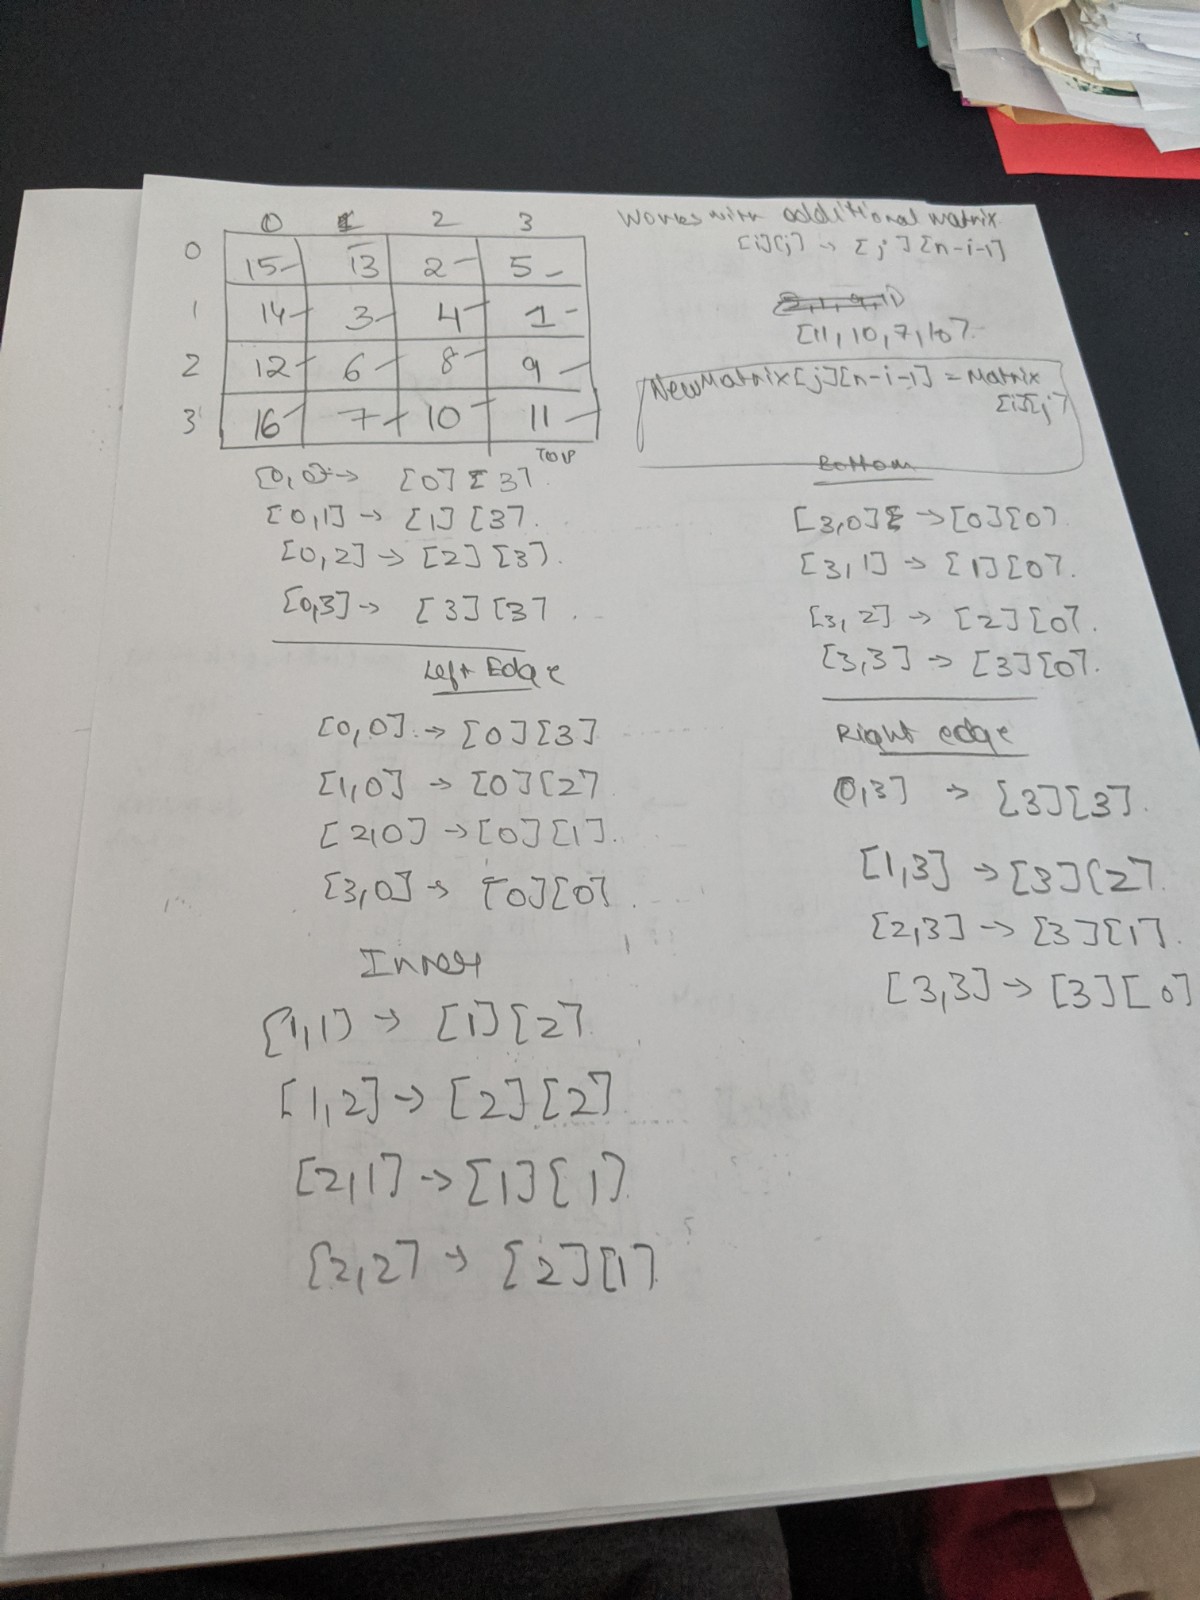 0 1 2 3
0 15 13 2 5
1 14 3 4 1
2 12 6 8 9
3 16 7 10 11
Top
[0,0] → [0][3]
[0,1] → [1][3].
[0,2] → [2][3].
[0,3] → [3][3].
Left Edge
[0,0] → [0][3]
[1,0] → [0][2]
[2,0] → [0][1].
[3,0] → [0][0].
Inner
[1,1] → [1][2]
[1,2] → [2][2]
[2,1] → [1][1]
[2,2] → [2][1]
Works with additional matrix
[i][j] → [j][n-i-1]
[11, 10, 7, 16].
NewMatrix[j][n-i-1] = Matrix
[i][j]
Bottom
[3,0] → [0][0].
[3,1] → [1][0].
[3,2] → [2][0].
[3,3] → [3][0].
Right edge
0,3] → [3][3].
[1,3] → [3][2].
[2,3] → [3][1].
[3,3] → [3][0]